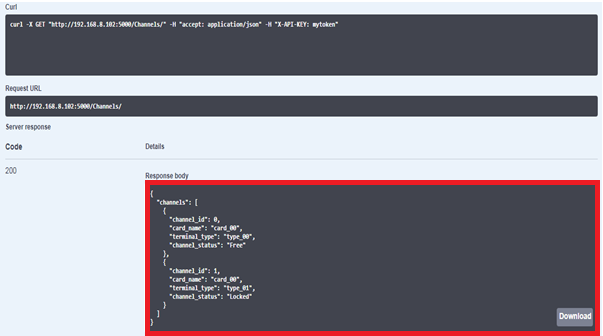 Curl
curl -X GET "http://192.168.8.102:5000/Channels/" -H "accept: application/json" -H "X-API-KEY: mytoken"
Request URL
http://192.168.8.102:5000/Channels/
Server response
Code Details
200
Response body
{
"channels": [
{
"channel_id": 0,
"card_name": "card_00",
"terminal_type": "type_00",
"channel_status": "Free"
},
{
"channel_id": 1,
"card_name": "card_00",
"terminal_type": "type_01",
"channel_status": "Locked"
}
]
}
Download